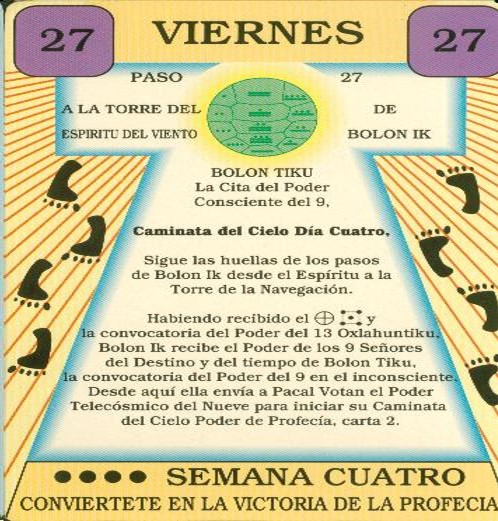 27 VIERNES 27
PASO 27
A LA TORRE DEL DE
ESPIRITU DEL VIENTO BOLON IK
BOLON TIKU
La Cita del Poder
Consciente del 9,
Caminata del Cielo Día Cuatro,
Sigue las huellas de los pasos
de Bolon Ik desde el Espíritu a la
Torre de la Navegación.
Habiendo recibido el y
la convocatoria del Poder del 13 Oxlahuntiku,
Bolon Ik recibe el Poder de los 9 Señores
del Destino y del tiempo de Bolon Tiku,
la convocatoria del Poder del 9 en el inconsciente.
Desde aquí ella envía a Pacal Votan el Poder
Telecósmico del Nueve para iniciar su Caminata
del Cielo Poder de Profecía, carta 2.
SEMANA CUATRO
CONVIERTETE EN LA VICTORIA DE LA PROFECIA